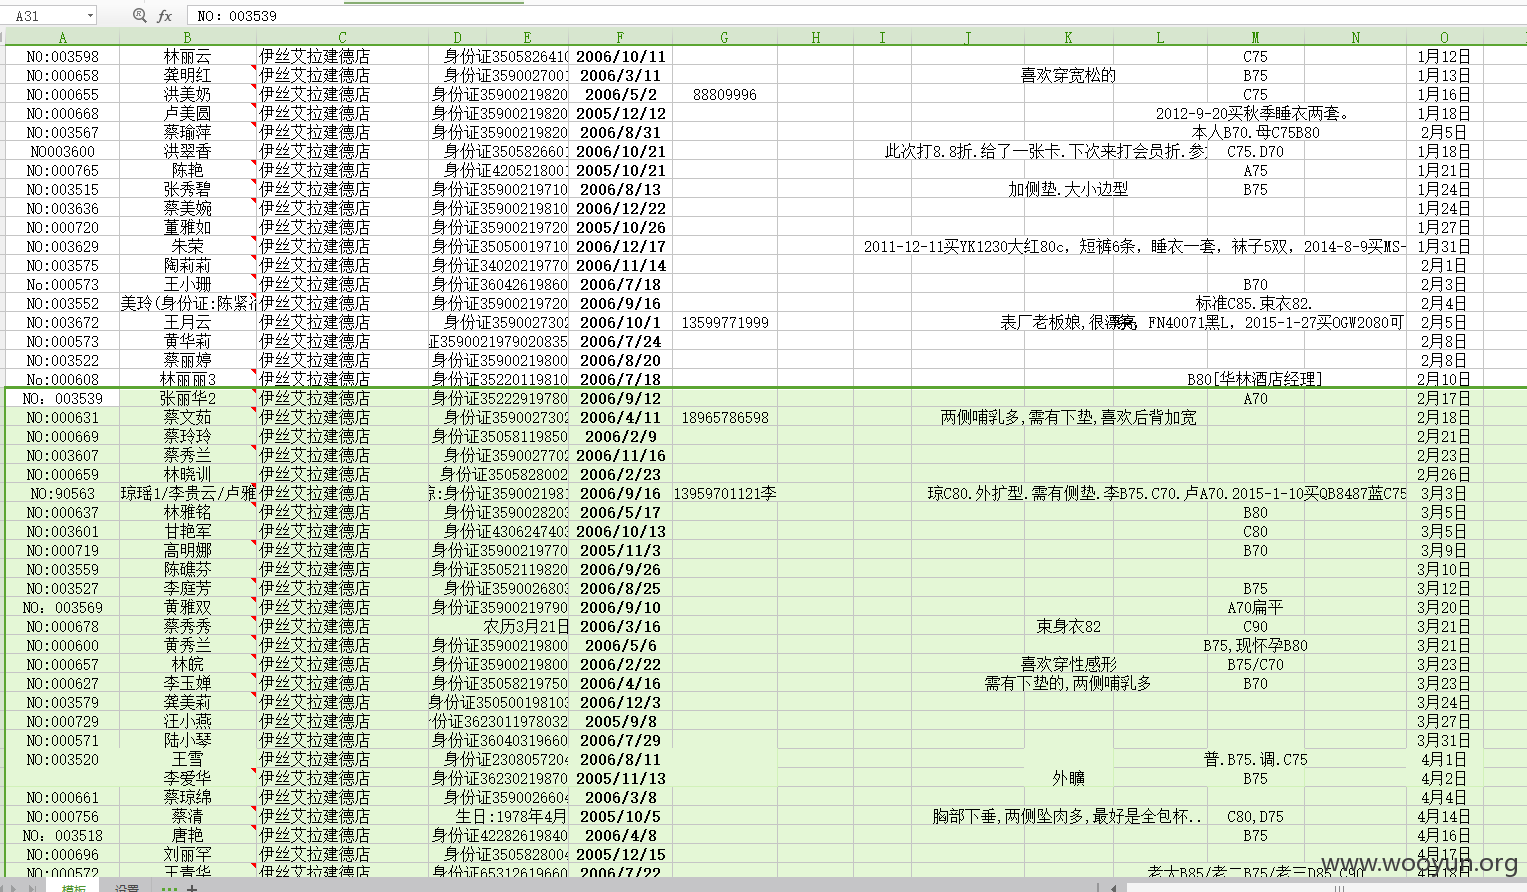 A31 fx NO：003539
A B C D E F G H I J K L M N O
NO:003598 林丽云 伊丝艾拉建德店 身份证3505826410 2006/10/11 C75 1月12日
NO:000658 龚明红 伊丝艾拉建德店 身份证3590027001 2006/3/11 喜欢穿宽松的 B75 1月13日
NO:000655 洪美奶 伊丝艾拉建德店 身份证35900219820 2006/5/2 88809996 C75 1月16日
NO:000668 卢美圆 伊丝艾拉建德店 身份证35900219820 2005/12/12 2012-9-20买秋季睡衣两套。 1月18日
NO:003567 蔡瑜萍 伊丝艾拉建德店 身份证35900219820 2006/8/31 本人B70.母C75B80 2月5日
NO003600 洪翠香 伊丝艾拉建德店 身份证3505826601 2006/10/21 此次打8.8折.给了一张卡.下次来打会员折.参 C75.D70 1月18日
NO:000765 陈艳 伊丝艾拉建德店 身份证4205218001 2005/10/21 A75 1月21日
NO:003515 张秀碧 伊丝艾拉建德店 身份证35900219710 2006/8/13 加侧垫.大小边型 B75 1月24日
NO:003636 蔡美婉 伊丝艾拉建德店 身份证35900219810 2006/12/22 1月24日
NO:000720 董雅如 伊丝艾拉建德店 身份证35900219720 2005/10/26 1月27日
NO:003629 朱荣 伊丝艾拉建德店 身份证35050019710 2006/12/17 2011-12-11买YK1230大红80c，短裤6条，睡衣一套，袜子5双，2014-8-9买MS- 1月31日
NO:003575 陶莉莉 伊丝艾拉建德店 身份证34020219770 2006/11/14 2月1日
No:000573 王小珊 伊丝艾拉建德店 身份证36042619860 2006/7/18 B70 2月3日
NO:003552 美玲(身份证:陈紧 伊丝艾拉建德店 身份证35900219720 2006/9/16 标准C85.束衣82. 2月4日
NO:003672 王月云 伊丝艾拉建德店 身份证3590027302 2006/10/1 13599771999 表厂老板娘,很漂亮 FN40071黑L，2015-1-27买OGW2080可 2月5日
NO:000573 黄华莉 伊丝艾拉建德店 证3590021979020835 2006/7/24 2月8日
NO:003522 蔡丽婷 伊丝艾拉建德店 身份证35900219800 2006/8/20 2月8日
No:000608 林丽丽3 伊丝艾拉建德店 身份证35220119810 2006/7/18 B80[华林酒店经理] 2月10日
NO：003539 张丽华2 伊丝艾拉建德店 身份证35222919780 2006/9/12 A70 2月17日
NO:000631 蔡文茹 伊丝艾拉建德店 身份证3590027302 2006/4/11 18965786598 两侧哺乳多,需有下垫,喜欢后背加宽 2月18日
NO:000669 蔡玲玲 伊丝艾拉建德店 身份证35058119850 2006/2/9 2月21日
NO:003607 蔡秀兰 伊丝艾拉建德店 身份证3590027702 2006/11/16 2月23日
NO:000659 林晓训 伊丝艾拉建德店 身份证3505828002 2006/2/23 2月26日
NO:90563 琼瑶1/李贵云/卢雅 伊丝艾拉建德店 琼:身份证3590021981 2006/9/16 13959701121李 琼C80.外扩型.需有侧垫.李B75.C70.卢A70.2015-1-10买QB8487蓝C75 3月3日
NO:000637 林雅铭 伊丝艾拉建德店 身份证3590028203 2006/5/17 B80 3月5日
NO:003601 甘艳军 伊丝艾拉建德店 身份证4306247403 2006/10/13 C80 3月5日
NO:000719 高明娜 伊丝艾拉建德店 身份证35900219770 2005/11/3 B70 3月9日
NO:003559 陈礁芬 伊丝艾拉建德店 身份证35052119820 2006/9/26 3月10日
NO:003527 李庭芳 伊丝艾拉建德店 身份证3590026803 2006/8/25 B75 3月12日
NO：003569 黄雅双 伊丝艾拉建德店 身份证35900219790 2006/9/10 A70扁平 3月20日
NO:000678 蔡秀秀 伊丝艾拉建德店 农历3月21日 2006/3/16 束身衣82 C90 3月21日
NO:000600 黄秀兰 伊丝艾拉建德店 身份证35900219800 2006/5/6 B75,现怀孕B80 3月21日
NO:000657 林皖 伊丝艾拉建德店 身份证35900219800 2006/2/22 喜欢穿性感形 B75/C70 3月23日
NO:000627 李玉婵 伊丝艾拉建德店 身份证35058219750 2006/4/16 需有下垫的,两侧哺乳多 B70 3月23日
NO:003579 龚美莉 伊丝艾拉建德店 身份证350500198103 2006/12/3 3月24日
NO:000729 汪小燕 伊丝艾拉建德店 份证3623011978032 2005/9/8 3月27日
NO:000571 陆小琴 伊丝艾拉建德店 身份证36040319660 2006/7/29 3月31日
NO:003520 王雪 伊丝艾拉建德店 身份证2308057204 2006/8/11 普.B75.调.C75 4月1日
李爱华 伊丝艾拉建德店 身份证36230219870 2005/11/13 外矌 B75 4月2日
NO:000661 蔡琼绵 伊丝艾拉建德店 身份证3590026604 2006/3/8 4月4日
NO:000756 蔡清 伊丝艾拉建德店 生日:1978年4月 2005/10/5 胸部下垂,两侧坠肉多,最好是全包杯.. C80,D75 4月14日
NO：003518 唐艳 伊丝艾拉建德店 身份证42282619840 2006/4/8 B75 4月16日
NO:000696 刘丽罕 伊丝艾拉建德店 身份证3505828004 2005/12/15 4月17日
NO:000572 王青华 伊丝艾拉建德店 身份证65312619660 2006/7/22 老大B85/老二B75/老三D85.C90 4月18日
www.wooyun.org
模板 设置 ••• +